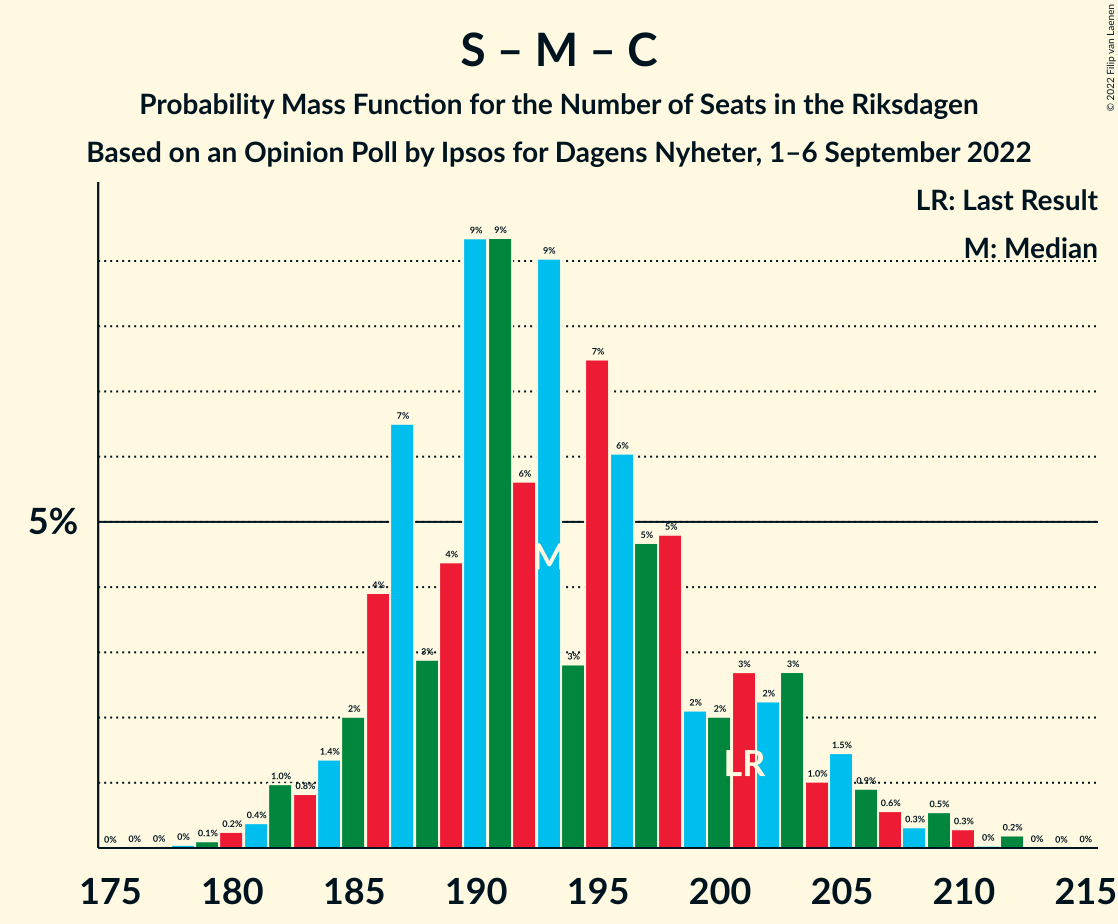 S – M – C
Probability Mass Function for the Number of Seats in the Riksdagen
Based on an Opinion Poll by Ipsos for Dagens Nyheter, 1–6 September 2022
© 2022 Filip van Laenen
LR: Last Result
M: Median
5%
0% 0% 0% 0% 0.1% 0.2% 0.4% 1.0% 0.8% 1.4% 2% 4% 7% 3% 4% 9% 9% 6% 9% 3% 7% 6% 5% 5% 2% 2% 3% 2% 3% 1.0% 1.5% 0.9% 0.6% 0.3% 0.5% 0.3% 0% 0.2% 0% 0% 0%
M
LR
175 180 185 190 195 200 205 210 215